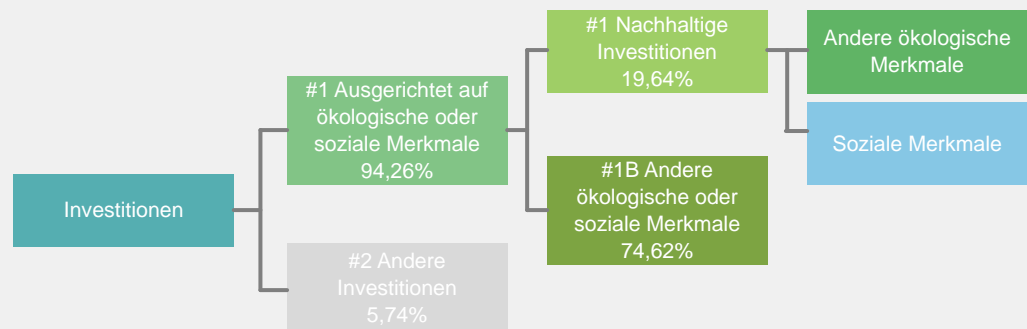 Investitionen
#1 Ausgerichtet auf
ökologische oder
soziale Merkmale
94,26%
#2 Andere
Investitionen
5,74%
#1 Nachhaltige
Investitionen
19,64%
#1B Andere
ökologische oder
soziale Merkmale
74,62%
Andere ökologische
Merkmale
Soziale Merkmale